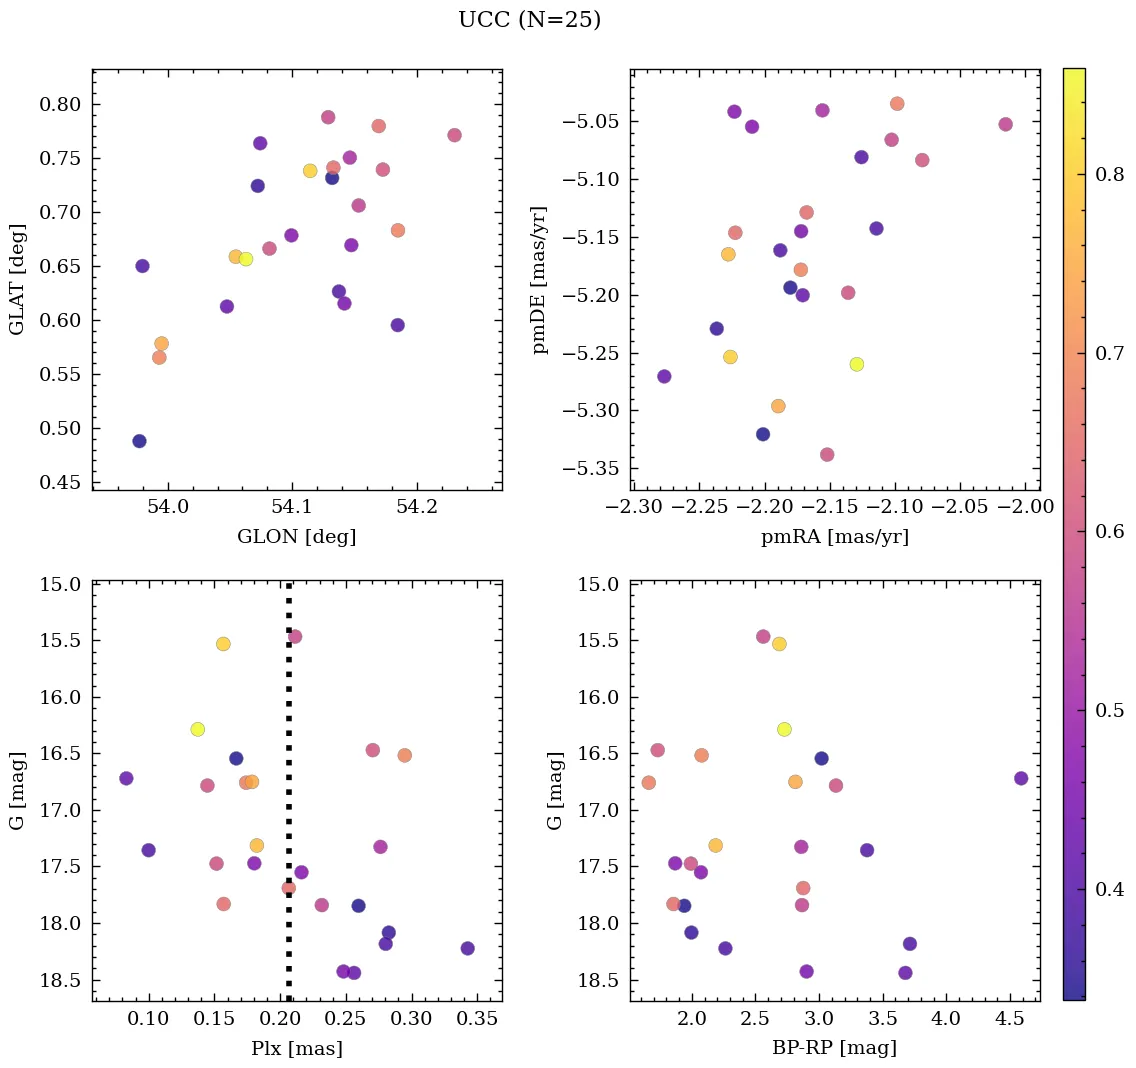 UCC (N=25)
0.80
0.75
0.70
0.65
0.60
0.55
0.50
0.45
GLAT [deg]
54.0 54.1 54.2
GLON [deg]
−5.05
−5.10
−5.15
−5.20
−5.25
−5.30
−5.35
pmDE [mas/yr]
−2.30 −2.25 −2.20 −2.15 −2.10 −2.05 −2.00
pmRA [mas/yr]
15.0
15.5
16.0
16.5
17.0
17.5
18.0
18.5
G [mag]
0.10 0.15 0.20 0.25 0.30 0.35
Plx [mas]
15.0
15.5
16.0
16.5
17.0
17.5
18.0
18.5
G [mag]
2.0 2.5 3.0 3.5 4.0 4.5
BP-RP [mag]
0.8
0.7
0.6
0.5
0.4